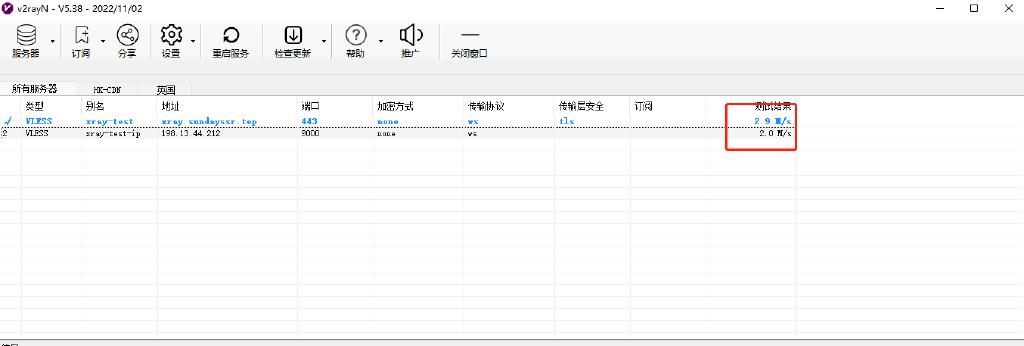 v2rayN - V5.38 - 2022/11/02
服务器 订阅 分享 设置 重启服务 检查更新 帮助 推广 关闭窗口
所有服务器 HK-CDN 英国
类型 别名 地址 端口 加密方式 传输协议 传输层安全 订阅 测试结果
√ VLESS xray-test xray.sundayssr.top 443 none ws tls 2.9 M/s
2 VLESS xray-test-ip 198.13.44.212 9000 none ws 2.0 M/s